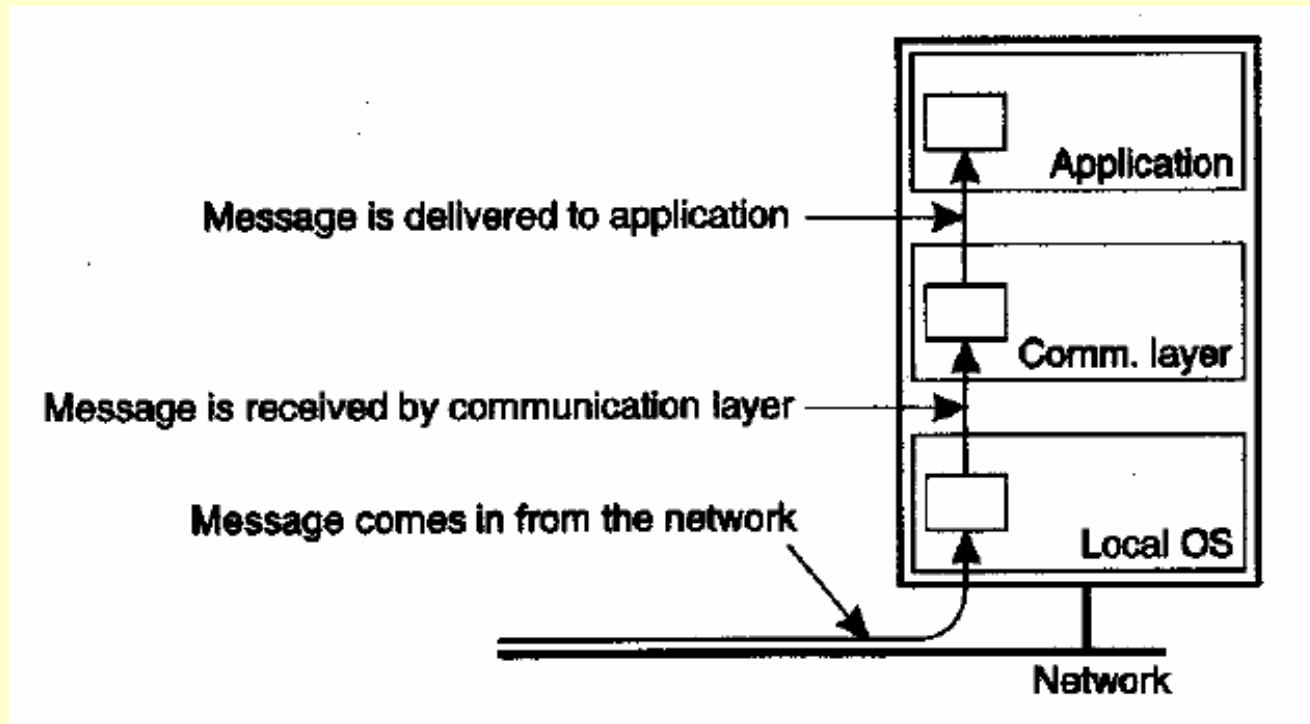 Application
Message is delivered to application
Comm. layer
Message is received by communication layer
Message comes in from the network
Local OS
Network